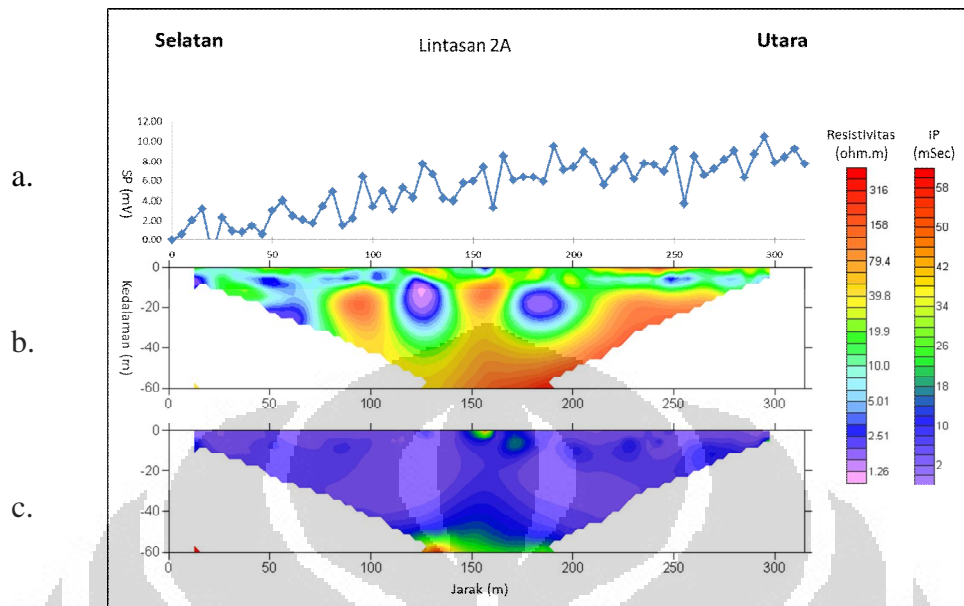 Selatan
Lintasan 2A
Utara
a.
SP (mV)
12.00
10.00
8.00
6.00
4.00
2.00
0.00
0 50 100 150 200 250 300
b.
Kedalaman (m)
0
-20
-40
-60
0 50 100 150 200 250 300
c.
0
-20
-40
-60
0 50 100 150 200 250 300
Jarak (m)
Resistivitas
(ohm.m)
316
158
79.4
39.8
19.9
10.0
5.01
2.51
1.26
IP
(mSec)
58
50
42
34
26
18
10
2